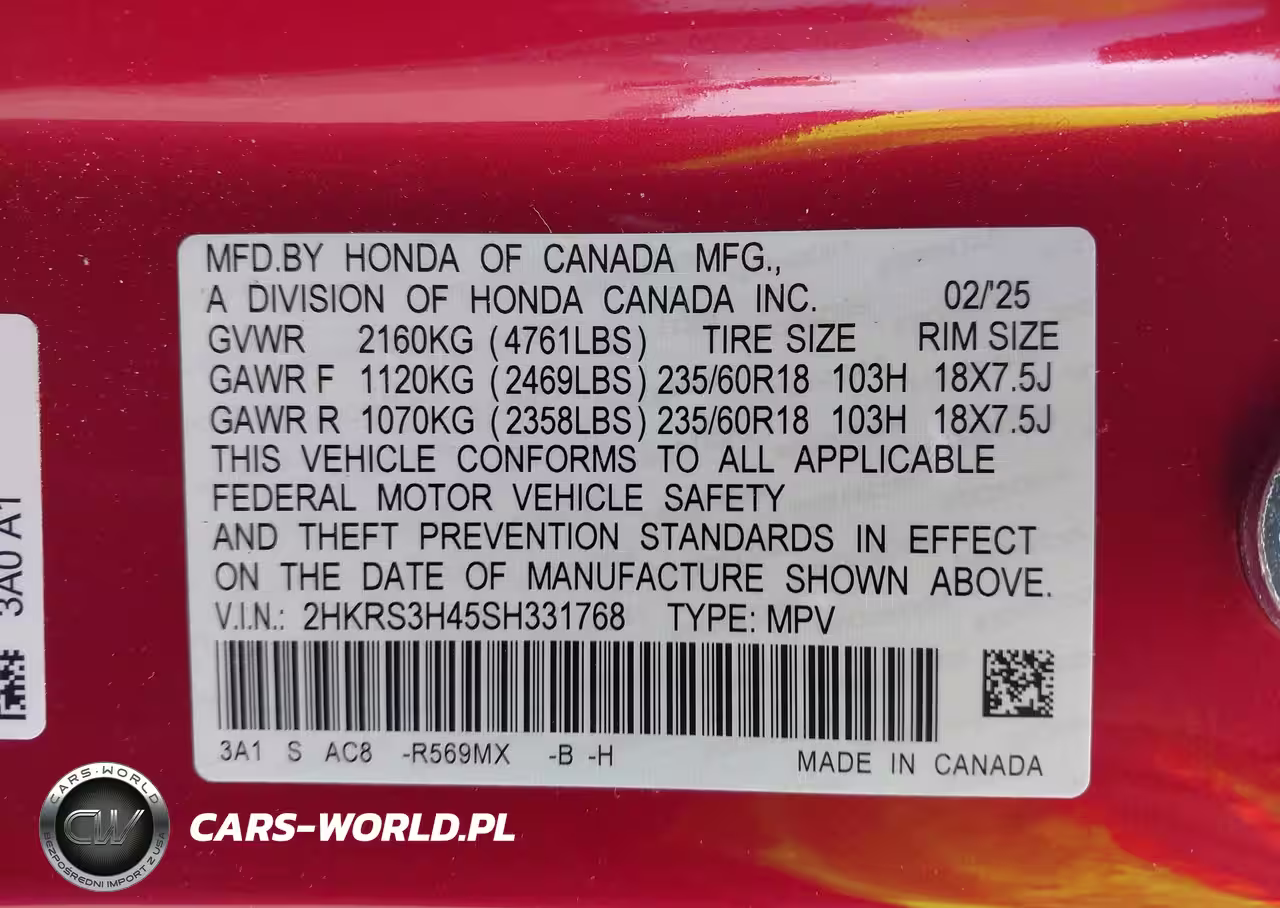 MFD.BY HONDA OF CANADA MFG.,
A DIVISION OF HONDA CANADA INC. 02/'25
GVWR 2160KG (4761LBS) TIRE SIZE RIM SIZE
GAWR F 1120KG (2469LBS) 235/60R18 103H 18X7.5J
GAWR R 1070KG (2358LBS) 235/60R18 103H 18X7.5J
THIS VEHICLE CONFORMS TO ALL APPLICABLE
FEDERAL MOTOR VEHICLE SAFETY
AND THEFT PREVENTION STANDARDS IN EFFECT
ON THE DATE OF MANUFACTURE SHOWN ABOVE.
V.I.N.: 2HKRS3H45SH331768 TYPE: MPV
3A1 S AC8 -R569MX -B -H MADE IN CANADA
3A0 A1
CARS-WORLD
CW
BEZPOŚREDNI IMPORT Z USA
CARS-WORLD.PL